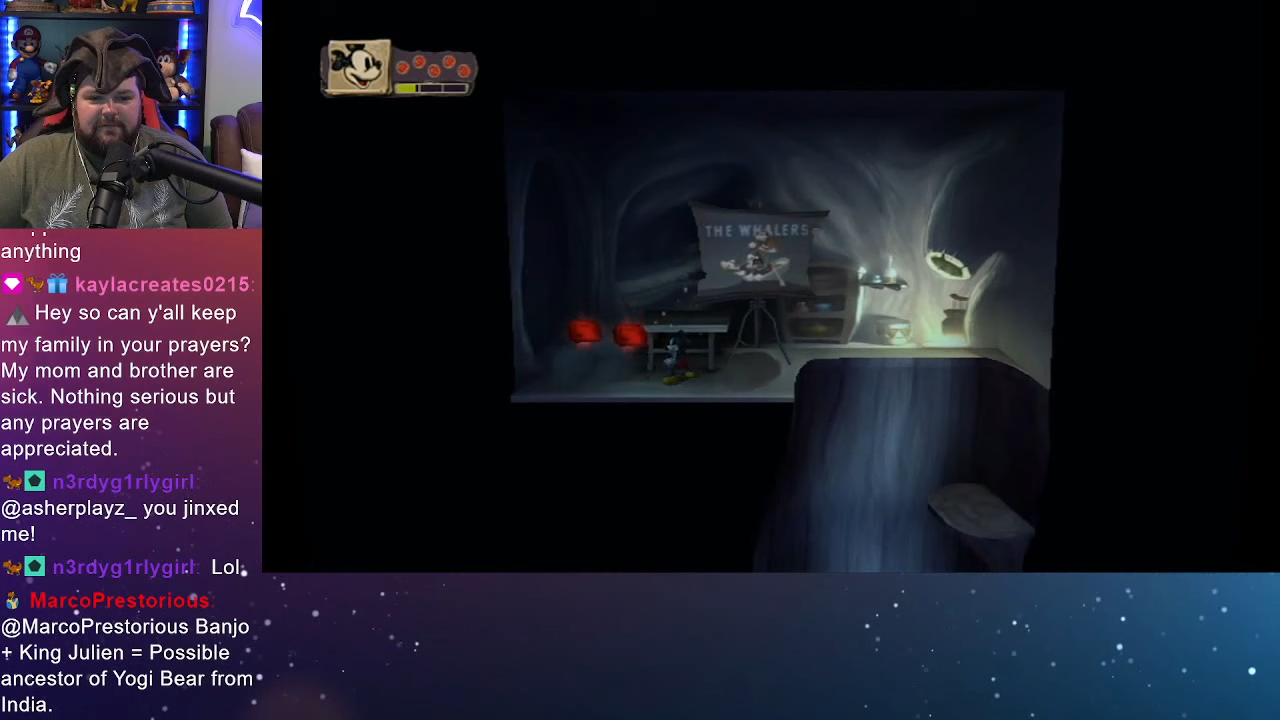 THE WHALERS
anything
kaylacreates0215:
Hey so can y'all keep
my family in your prayers?
My mom and brother are
sick. Nothing serious but
any prayers are
appreciated.
n3rdyg1rlygirl:
@asherplayz_ you jinxed
me!
n3rdyg1rlygirl: Lol.
MarcoPrestorious:
@MarcoPrestorious Banjo
+ King Julien = Possible
ancestor of Yogi Bear from
India.